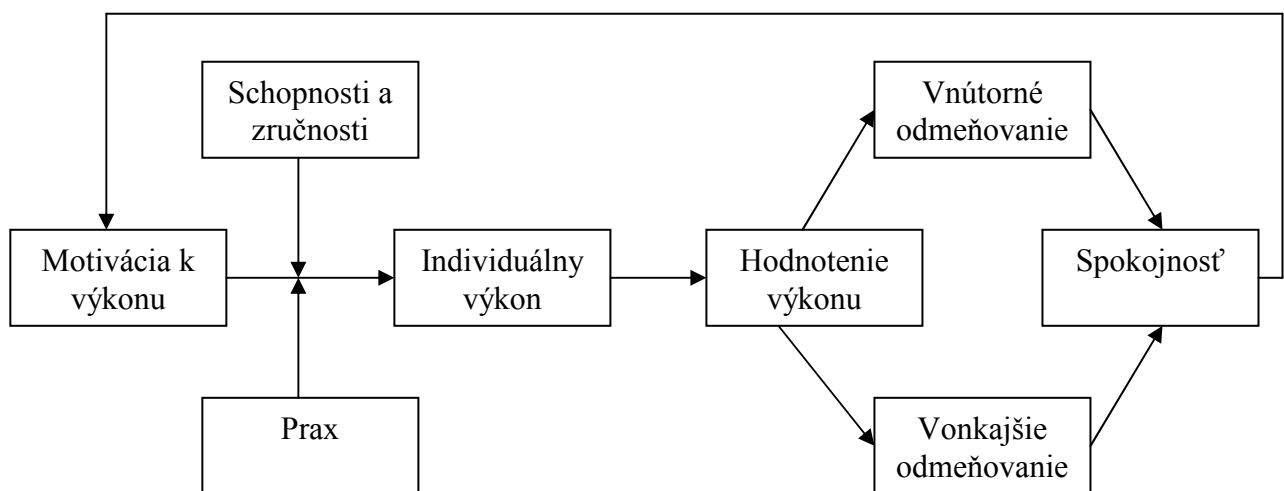 Schopnosti a
zručnosti
Vnútorné
odmeňovanie
Motivácia k
výkonu
Individuálny
výkon
Hodnotenie
výkonu
Spokojnosť
Prax
Vonkajšie
odmeňovanie